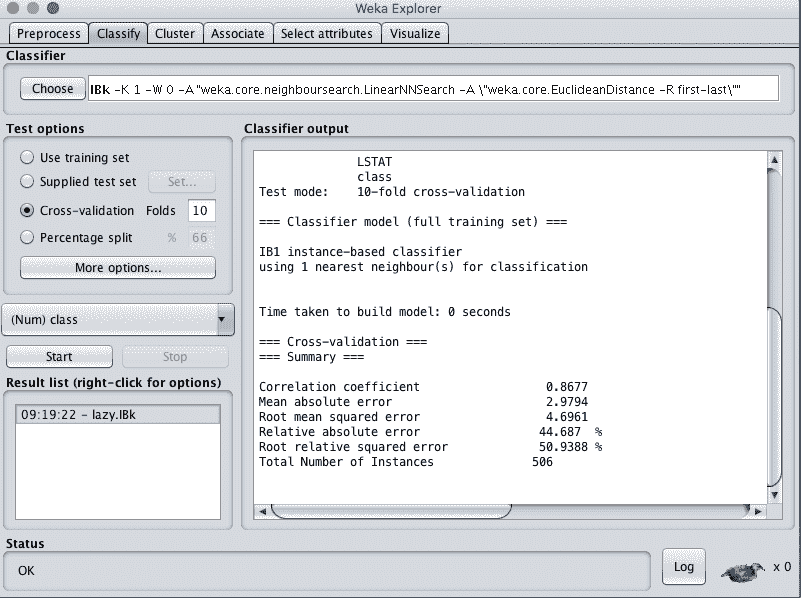 Weka Explorer
Preprocess Classify Cluster Associate Select attributes Visualize
Classifier
Choose IBk -K 1 -W 0 -A "weka.core.neighboursearch.LinearNNSearch -A \"weka.core.EuclideanDistance -R first-last\""
Test options
Use training set
Supplied test set Set...
Cross-validation Folds 10
Percentage split % 66
More options...
(Num) class
Start Stop
Result list (right-click for options)
09:19:22 - lazy.IBk
Classifier output
LSTAT
class
Test mode: 10-fold cross-validation
=== Classifier model (full training set) ===
IB1 instance-based classifier
using 1 nearest neighbour(s) for classification
Time taken to build model: 0 seconds
=== Cross-validation ===
=== Summary ===
Correlation coefficient 0.8677
Mean absolute error 2.9794
Root mean squared error 4.6961
Relative absolute error 44.687 %
Root relative squared error 50.9388 %
Total Number of Instances 506
Status
OK
Log x 0